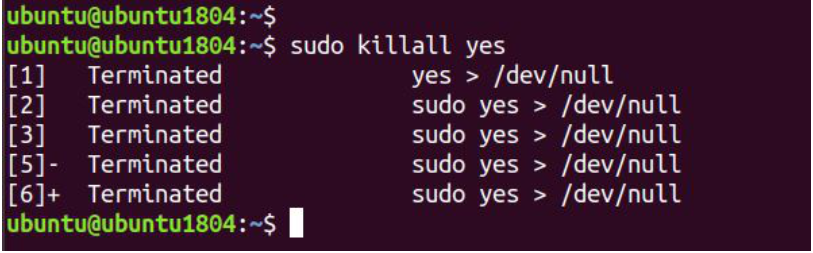 ubuntu@ubuntu1804:~$
ubuntu@ubuntu1804:~$ sudo killall yes
[1]   Terminated              yes > /dev/null
[2]   Terminated              sudo yes > /dev/null
[3]   Terminated              sudo yes > /dev/null
[5]-  Terminated              sudo yes > /dev/null
[6]+  Terminated              sudo yes > /dev/null
ubuntu@ubuntu1804:~$